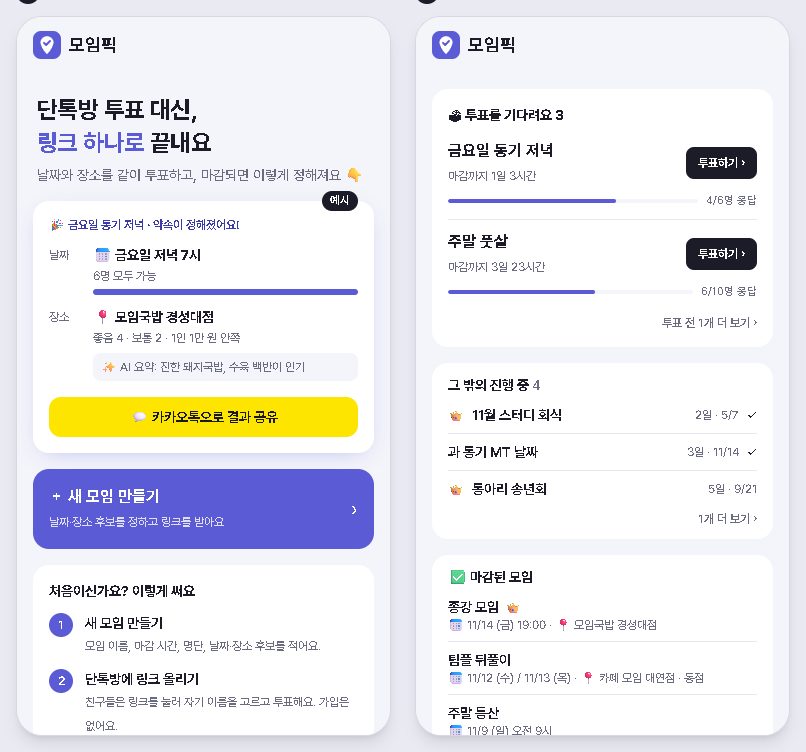 모임픽
단톡방 투표 대신,
링크 하나로 끝내요
날짜와 장소를 같이 투표하고, 마감되면 이렇게 정해져요 👇
예시
🎉 금요일 동기 저녁 · 약속이 정해졌어요!
날짜
🗓️ 금요일 저녁 7시
6명 모두 가능
장소
📍 모임국밥 경성대점
좋음 4 · 보통 2 · 1인 1만 원 안쪽
✨ AI 요약: 진한 돼지국밥, 수육 백반이 인기
💬 카카오톡으로 결과 공유
+ 새 모임 만들기 ›
날짜·장소 후보를 정하고 링크를 받아요
처음이신가요? 이렇게 써요
1 새 모임 만들기
모임 이름, 마감 시간, 명단, 날짜·장소 후보를 적어요.
2 단톡방에 링크 올리기
친구들은 링크를 눌러 자기 이름을 고르고 투표해요. 가입은
없어요.
모임픽
🗳️ 투표를 기다려요 3
금요일 동기 저녁
마감까지 1일 3시간
투표하기 ›
4/6명 응답
주말 풋살
마감까지 3일 23시간
투표하기 ›
6/10명 응답
투표 전 1개 더 보기 ›
그 밖의 진행 중 4
👑 11월 스터디 회식 2일 · 5/7 ✓
과 동기 MT 날짜 3일 · 11/14 ✓
👑 동아리 송년회 5일 · 9/21
1개 더 보기 ›
✅ 마감된 모임
종강 모임 👑
🗓️ 11/14 (금) 19:00 · 📍 모임국밥 경성대점
팀플 뒤풀이
🗓️ 11/12 (수) / 11/13 (목) · 📍 카페 모임 대연점 · 동점
주말 등산
🗓️ 11/9 (일) 오전 9시